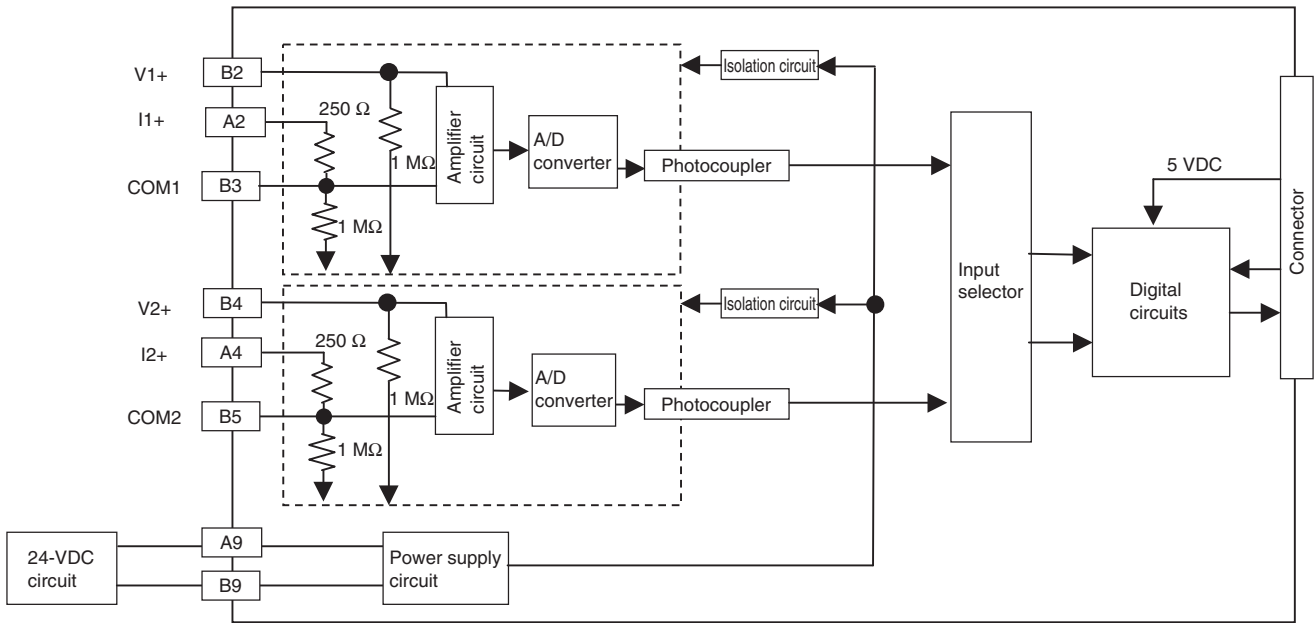 V1+
B2
Isolation circuit
I1+
A2
250 Ω
Amplifier
circuit
A/D
converter
1 MΩ
Photocoupler
5 VDC
COM1
B3
1 MΩ
Connector
V2+
B4
Isolation circuit
Input
selector
Digital
circuits
I2+
A4
250 Ω
Amplifier
circuit
A/D
converter
1 MΩ
Photocoupler
COM2
B5
1 MΩ
24-VDC
circuit
A9
B9
Power supply
circuit